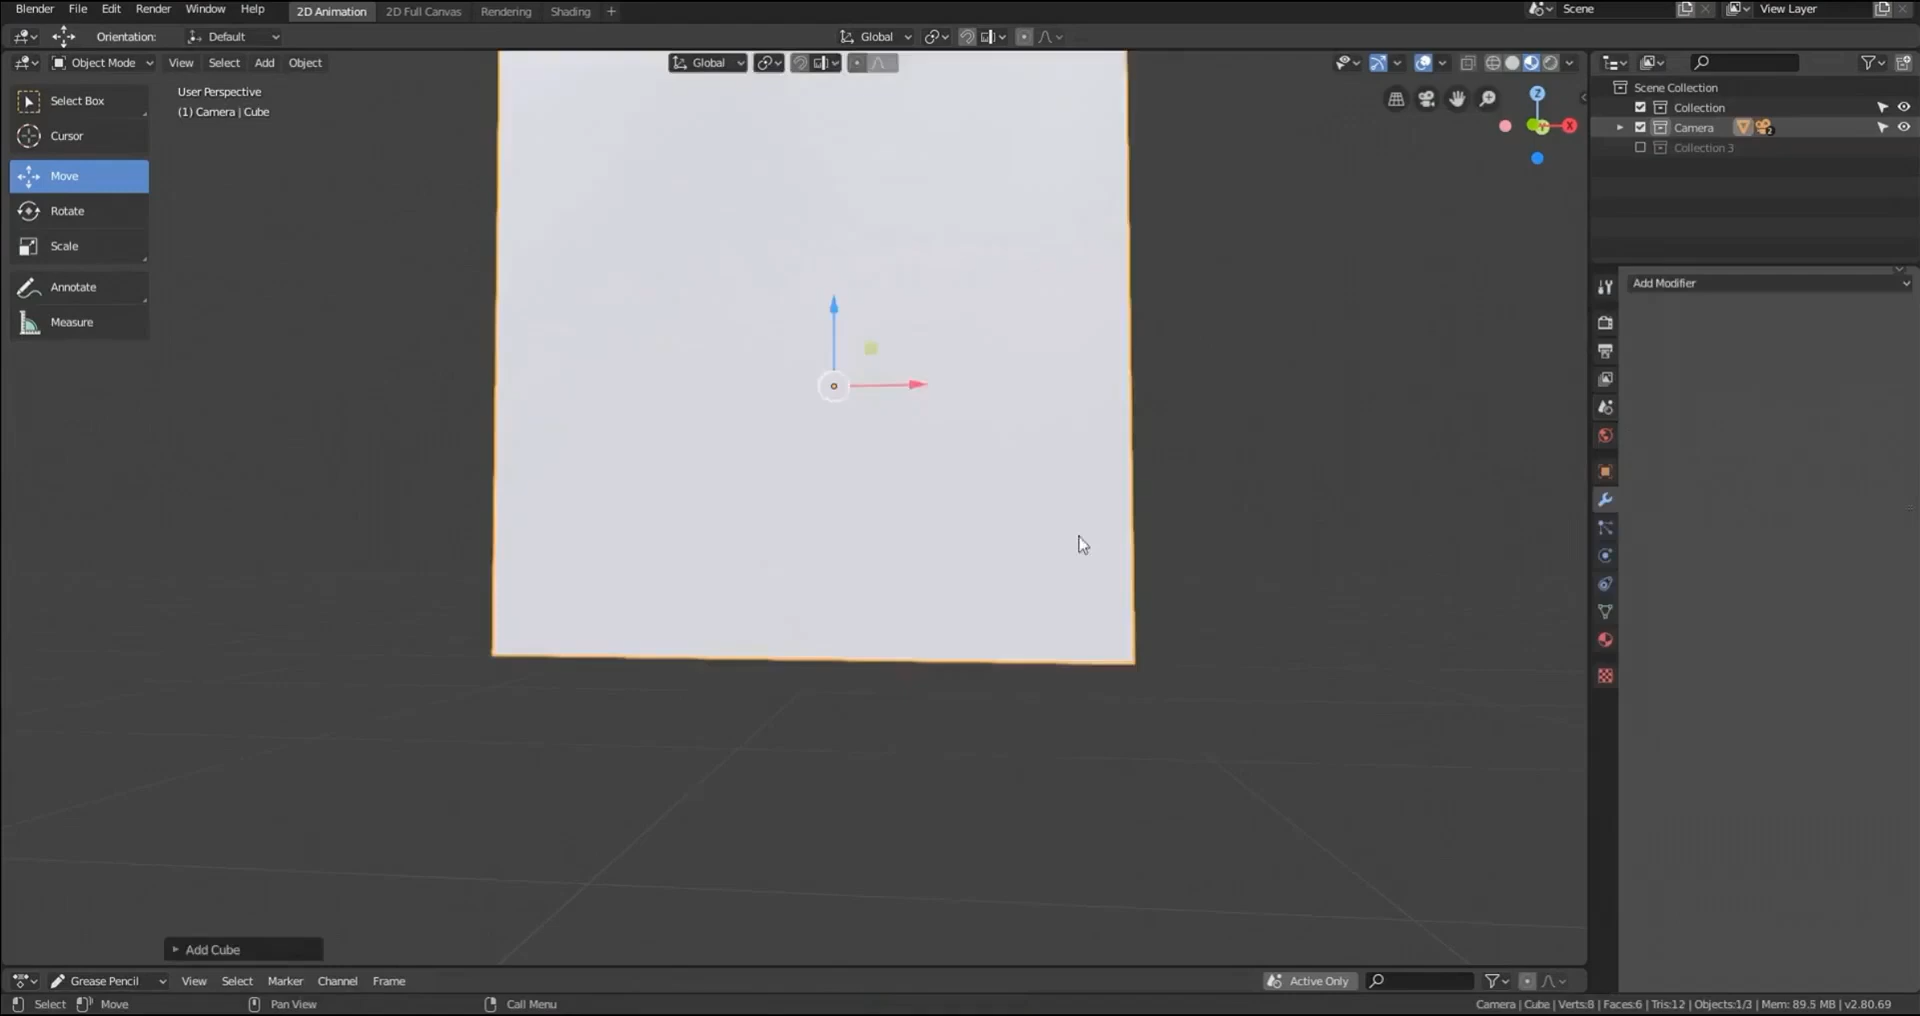 Blender File Edit Render Window Help 2D Animation 2D Full Canvas Rendering Shading + Scene View Layer
Orientation: Default Global
Object Mode View Select Add Object Global
Select Box
Cursor
Move
Rotate
Scale
Annotate
Measure
User Perspective
(1) Camera | Cube
Z
X
Scene Collection
Collection
Camera 2
Collection 3
Add Modifier
Add Cube
Grease Pencil View Select Marker Channel Frame Active Only
Select Move Pan View Call Menu Camera | Cube | Verts:8 | Faces:6 | Tris:12 | Objects:1/3 | Mem: 89.5 MB | v2.80.69